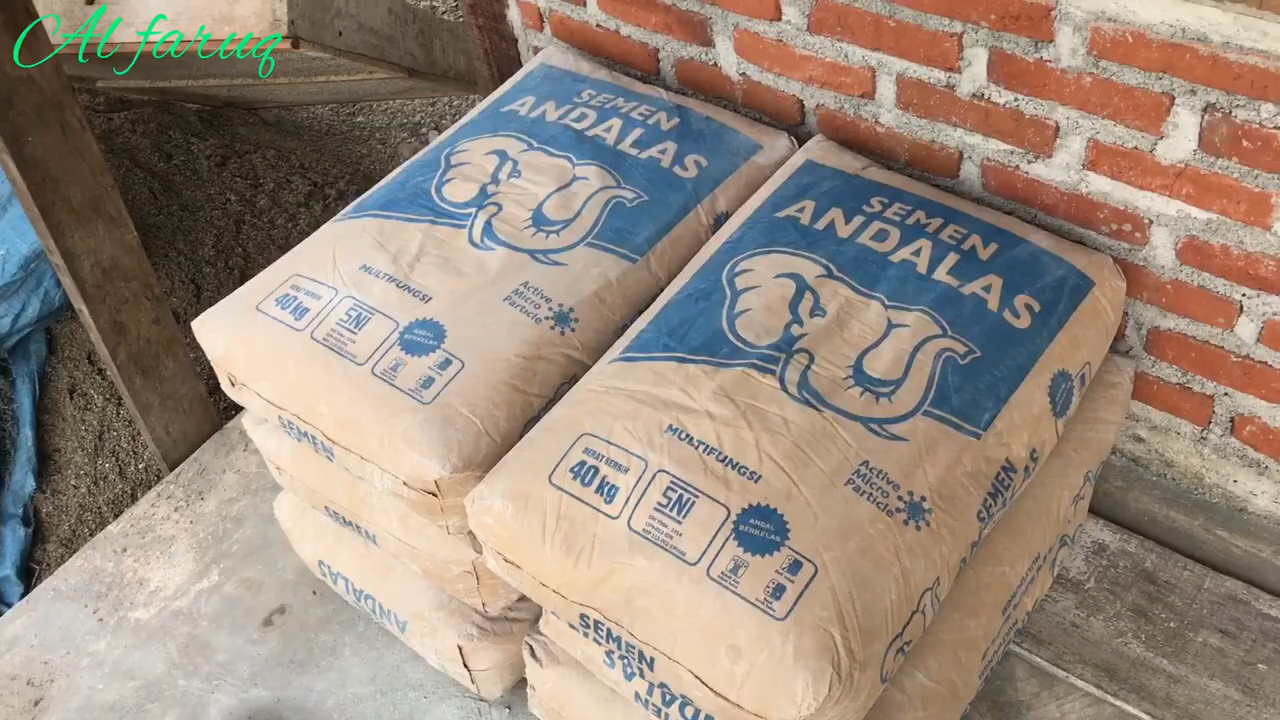 Al faruq
SEMEN
ANDALAS
MULTIFUNGSI
Active
Micro
Particle
BERAT BERSIH
40 kg
SNI
ANDAL
BERKELAS
SEMEN
SEMEN
ANDALAS
SEMEN
ANDALAS
MULTIFUNGSI
Active
Micro
Particle
BERAT BERSIH
40 kg
SNI
ANDAL
BERKELAS
SEMEN
SEMEN